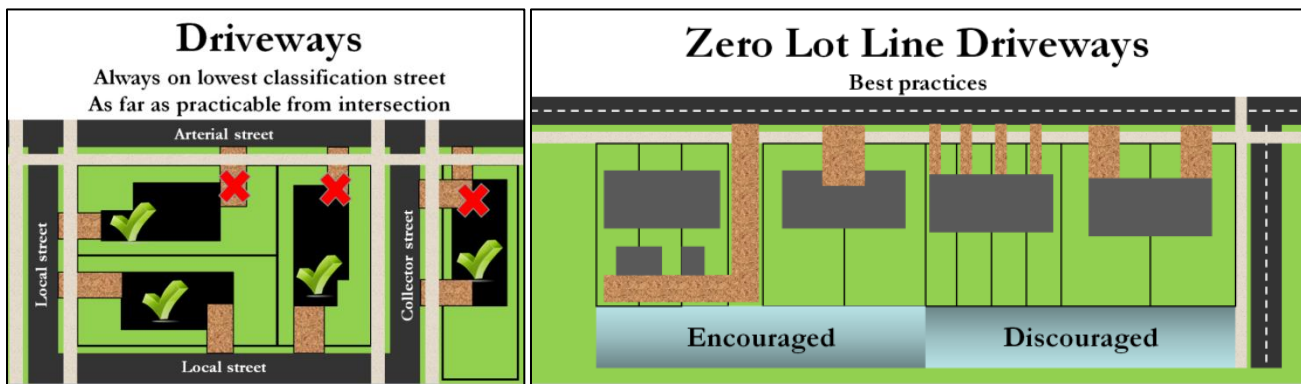 Driveways
Always on lowest classification street
As far as practicable from intersection
Arterial street
Local street
Collector street
Local street
Zero Lot Line Driveways
Best practices
Encouraged
Discouraged